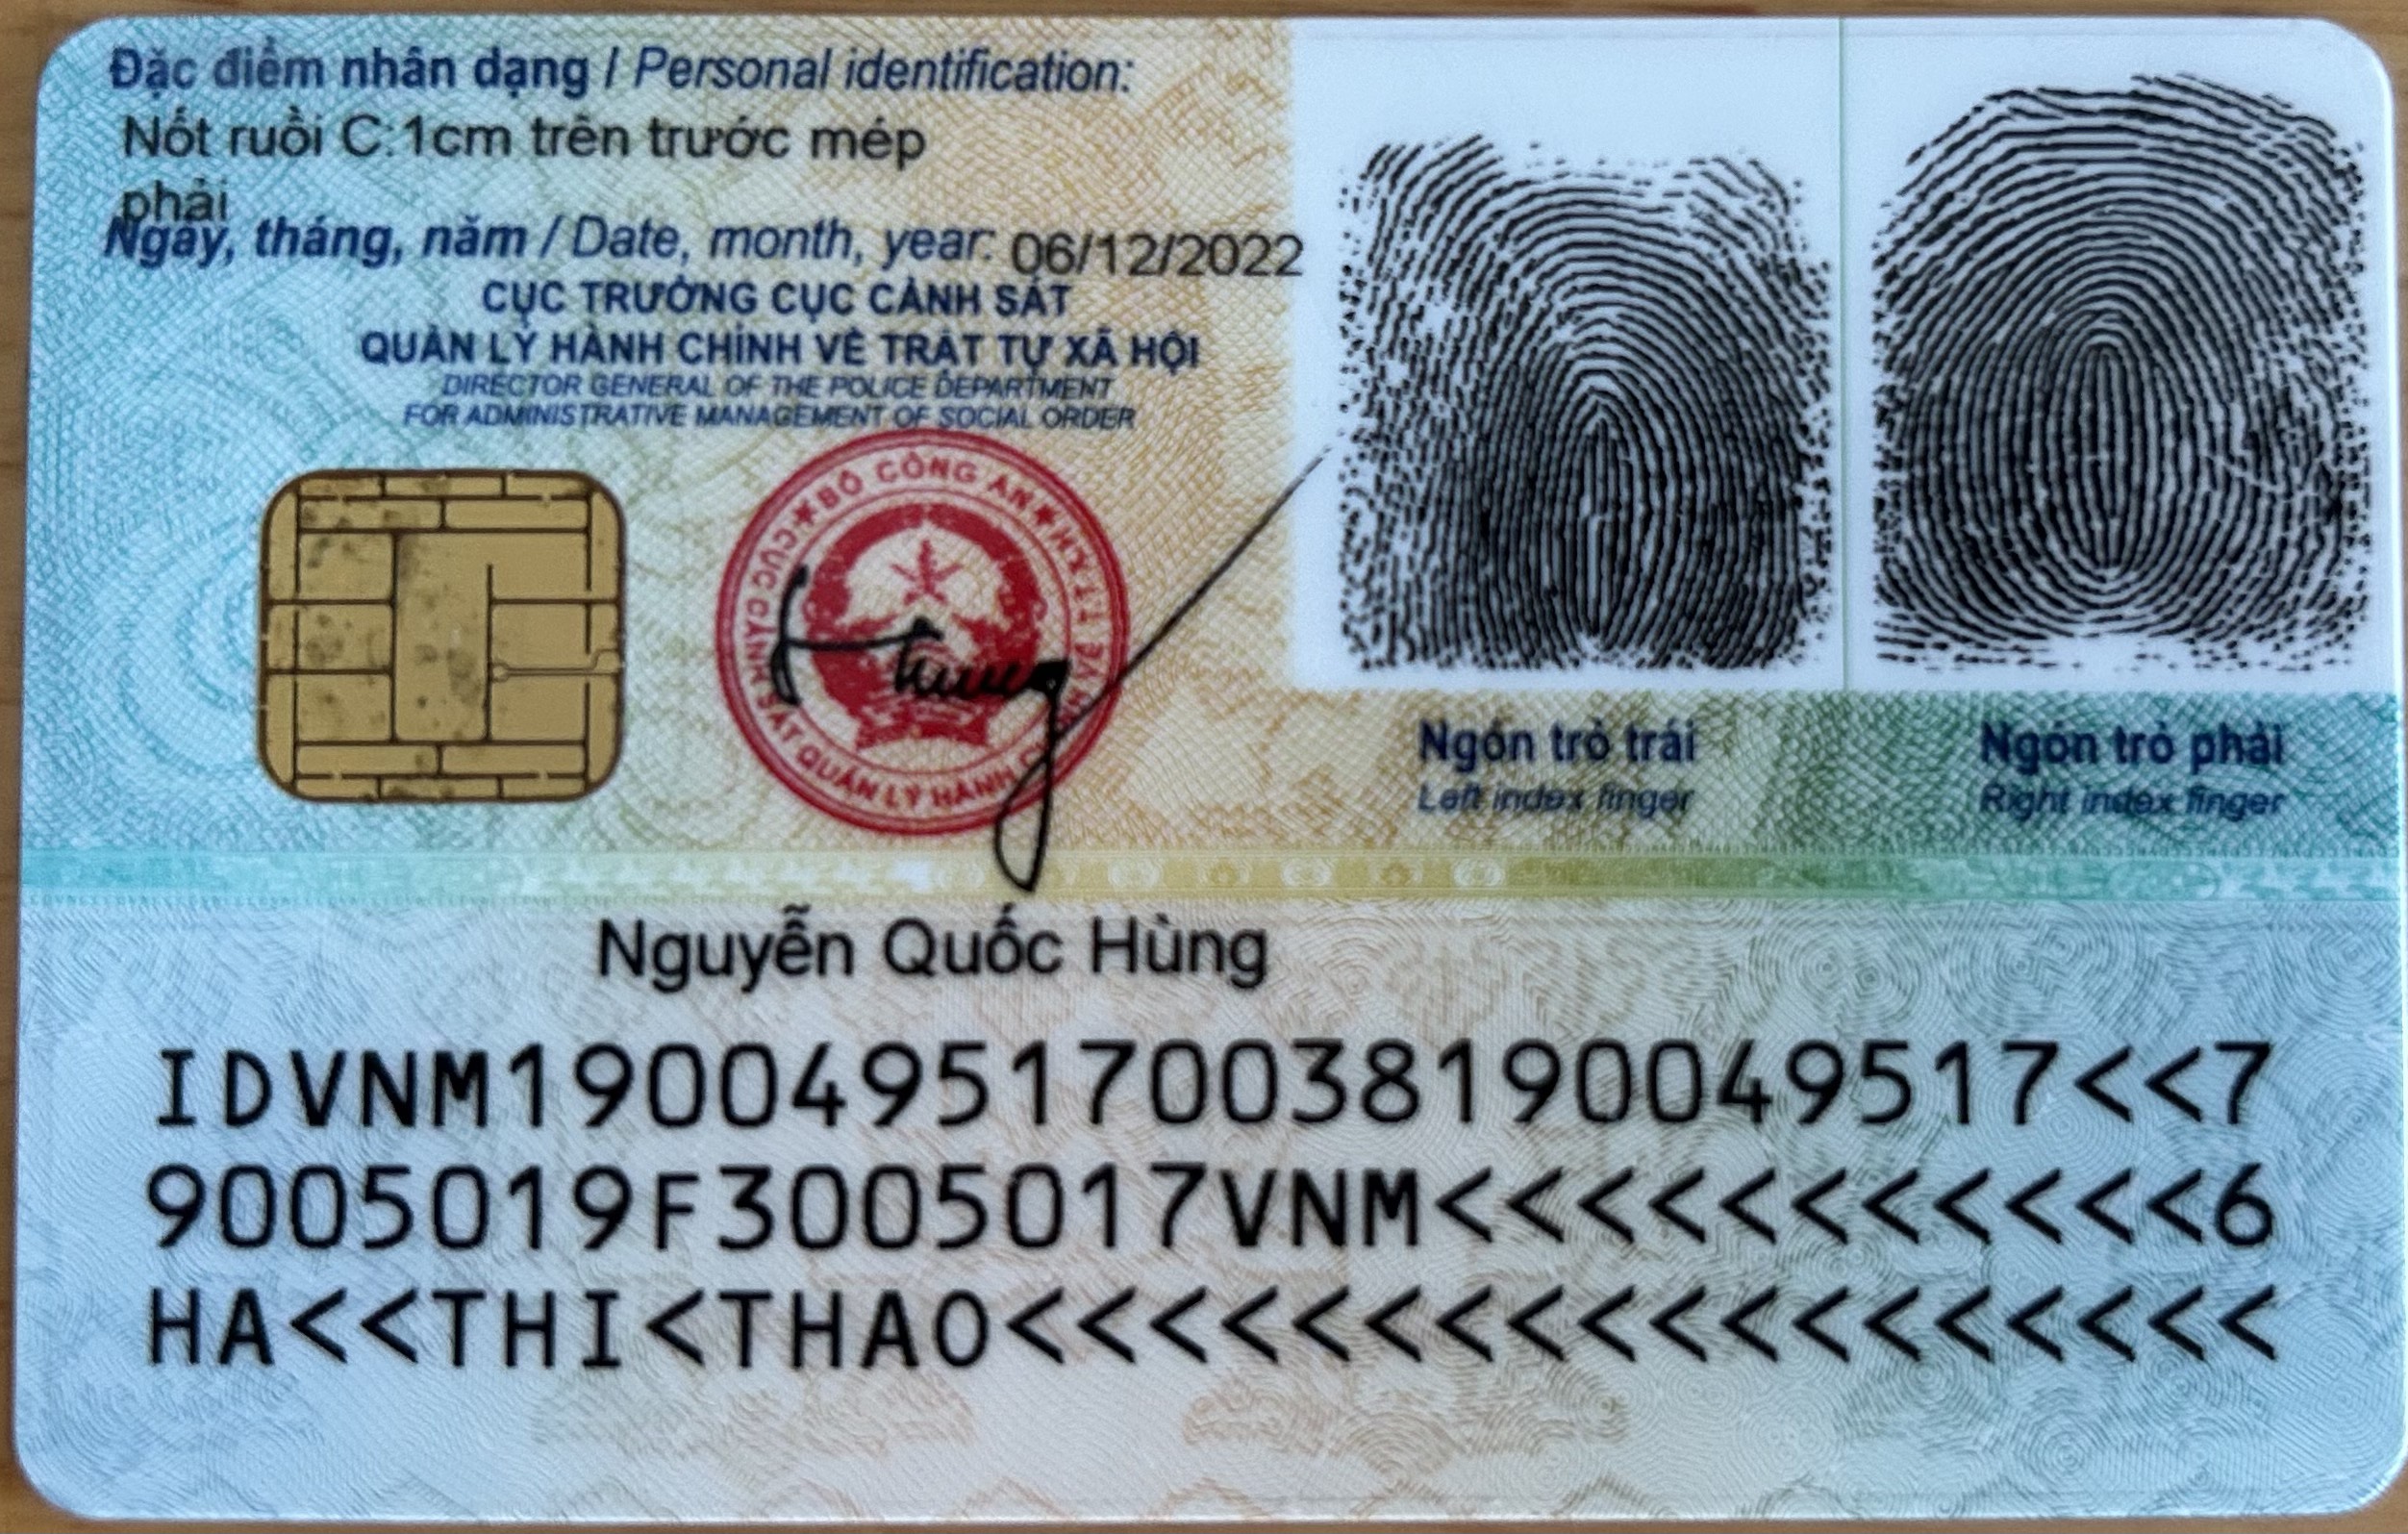 Đặc điểm nhân dạng / Personal identification:
Nốt ruồi C:1cm trên trước mép
phải
Ngày, tháng, năm / Date, month, year: 06/12/2022
CỤC TRƯỞNG CỤC CẢNH SÁT
QUẢN LÝ HÀNH CHÍNH VỀ TRẬT TỰ XÃ HỘI
DIRECTOR GENERAL OF THE POLICE DEPARTMENT
FOR ADMINISTRATIVE MANAGEMENT OF SOCIAL ORDER
BỘ CÔNG AN
CỤC CẢNH SÁT QUẢN LÝ HÀNH
Hùng
Ngón trỏ trái
Left index finger
Ngón trỏ phải
Right index finger
Nguyễn Quốc Hùng
IDVNM1900495170038190049517<<7
9005019F3005017VNM<<<<<<<<<<<6
HA<<THI<THAO<<<<<<<<<<<<<<<<<<